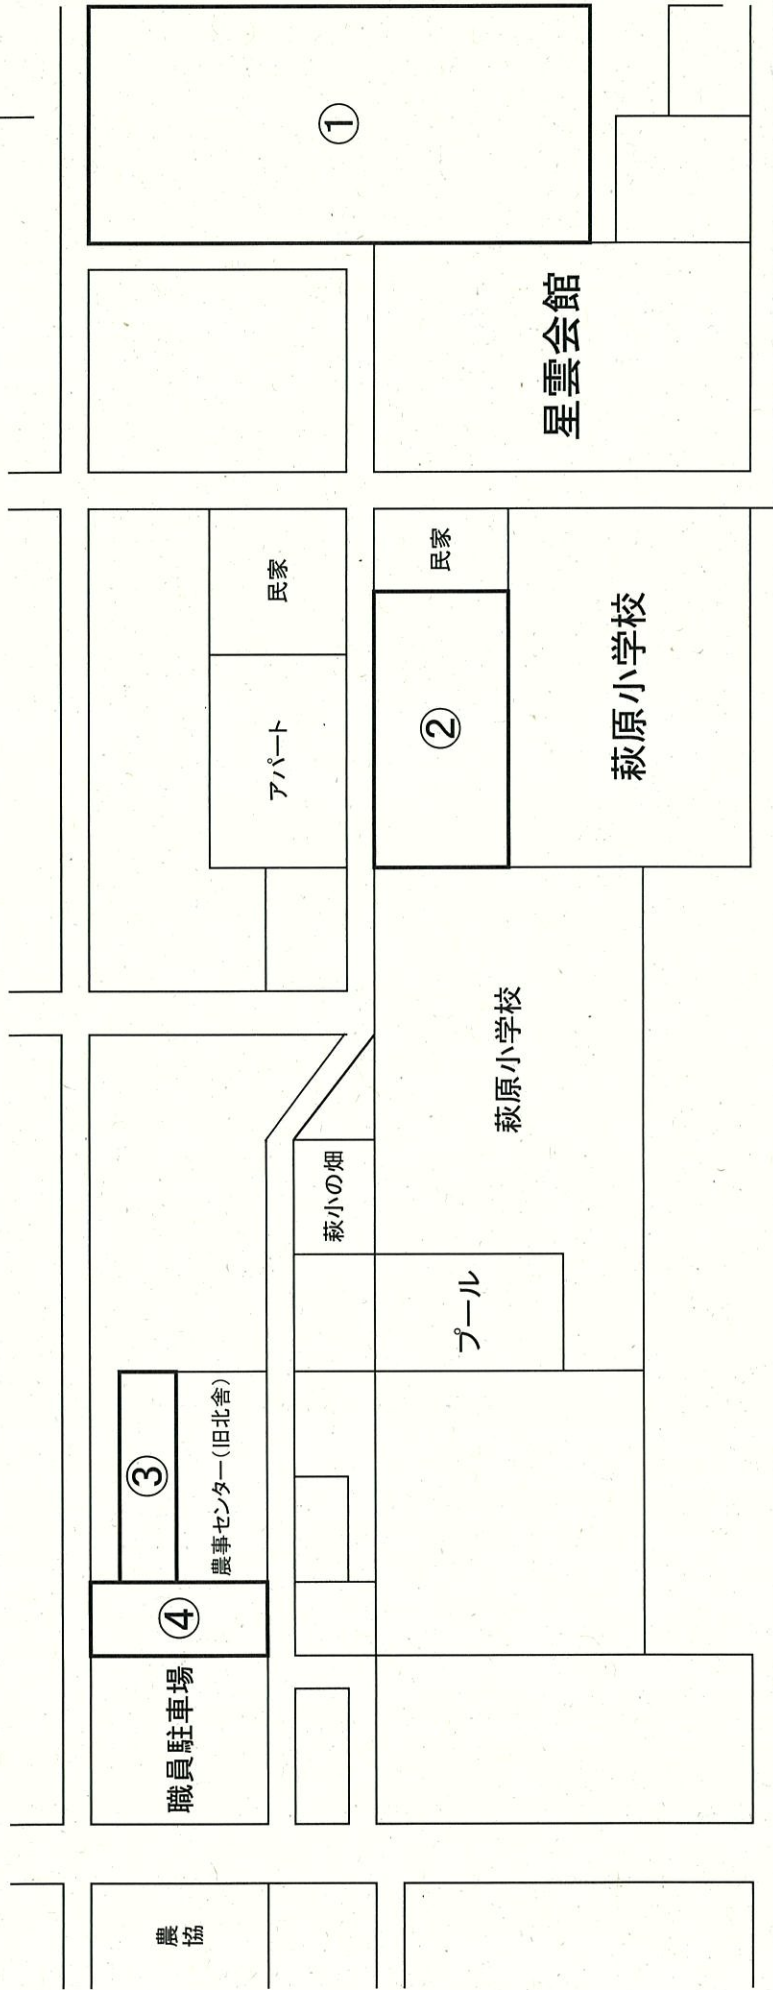 農協
職員駐車場
④
③
農事センター（旧北舎）
プール
萩小の畑
萩原小学校
アパート
民家
②
民家
萩原小学校
星雲会館
①